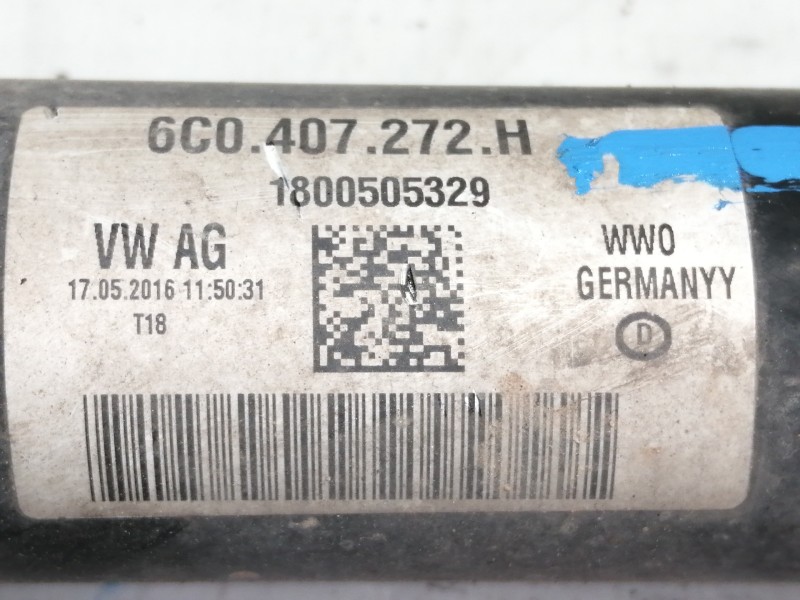 6C0.407.272.H
1800505329
VW AG
17.05.2016 11:50:31
T18
WWO
GERMANYY
D